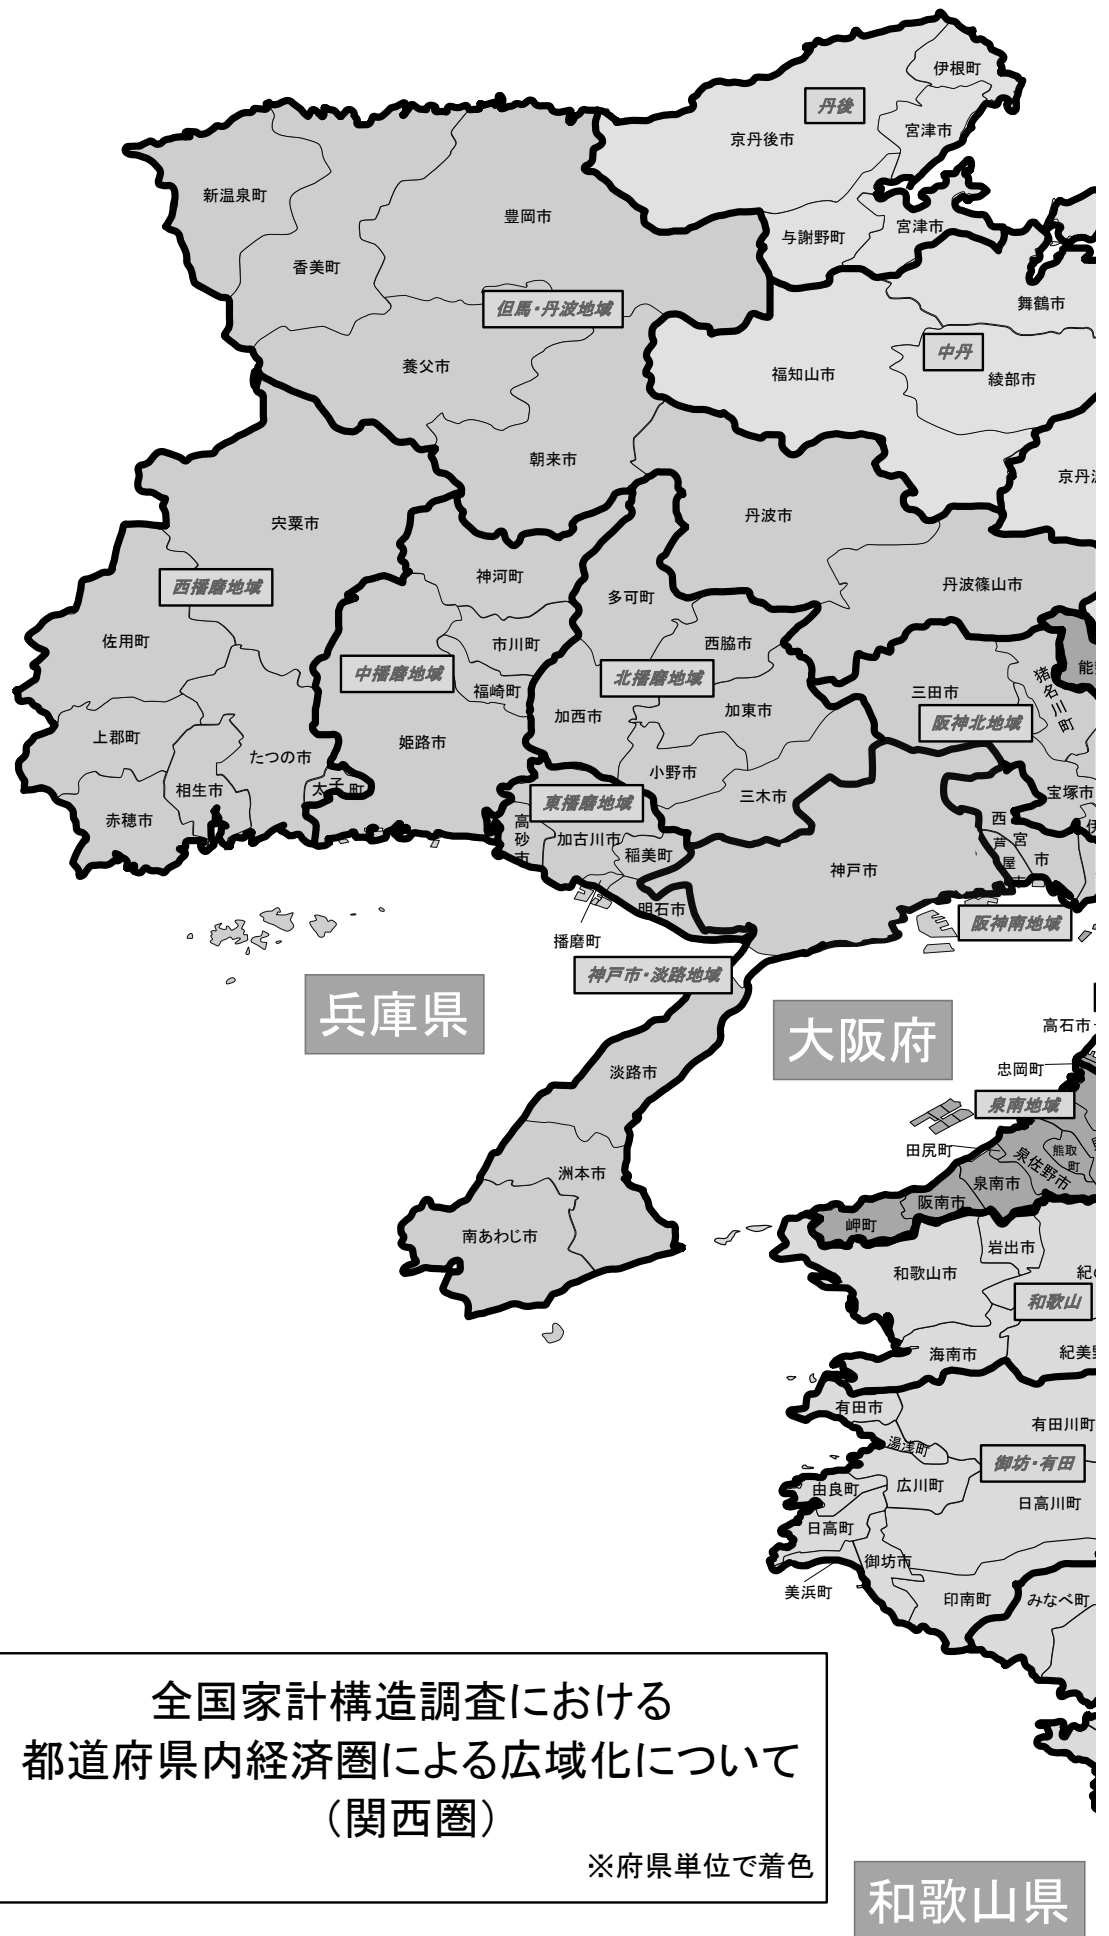 伊根町
丹後
宮津市
京丹後市
新温泉町
豊岡市
与謝野町
宮津市
香美町
但馬・丹波地域
舞鶴市
中丹
養父市
福知山市
綾部市
朝来市
宍粟市
丹波市
神河町
丹波篠山市
西播磨地域
多可町
佐用町
市川町
西脇市
中播磨地域
北播磨地域
福崎町
三田市
猪名川町
加西市
加東市
阪神北地域
上郡町
姫路市
たつの市
小野市
相生市
太子町
三木市
宝塚市
東播磨地域
赤穂市
高砂市
加古川市
稲美町
西宮市
芦屋市
神戸市
明石市
播磨町
阪神南地域
神戸市・淡路地域
兵庫県
大阪府
高石市
忠岡町
淡路市
泉南地域
田尻町
熊取町
泉佐野市
洲本市
泉南市
阪南市
岬町
南あわじ市
岩出市
和歌山市
和歌山
海南市
有田市
有田川町
湯浅町
御坊・有田
由良町
広川町
日高川町
日高町
御坊市
美浜町
印南町
みなべ町
全国家計構造調査における
都道府県内経済圏による広域化について
（関西圏）
※府県単位で着色
和歌山県